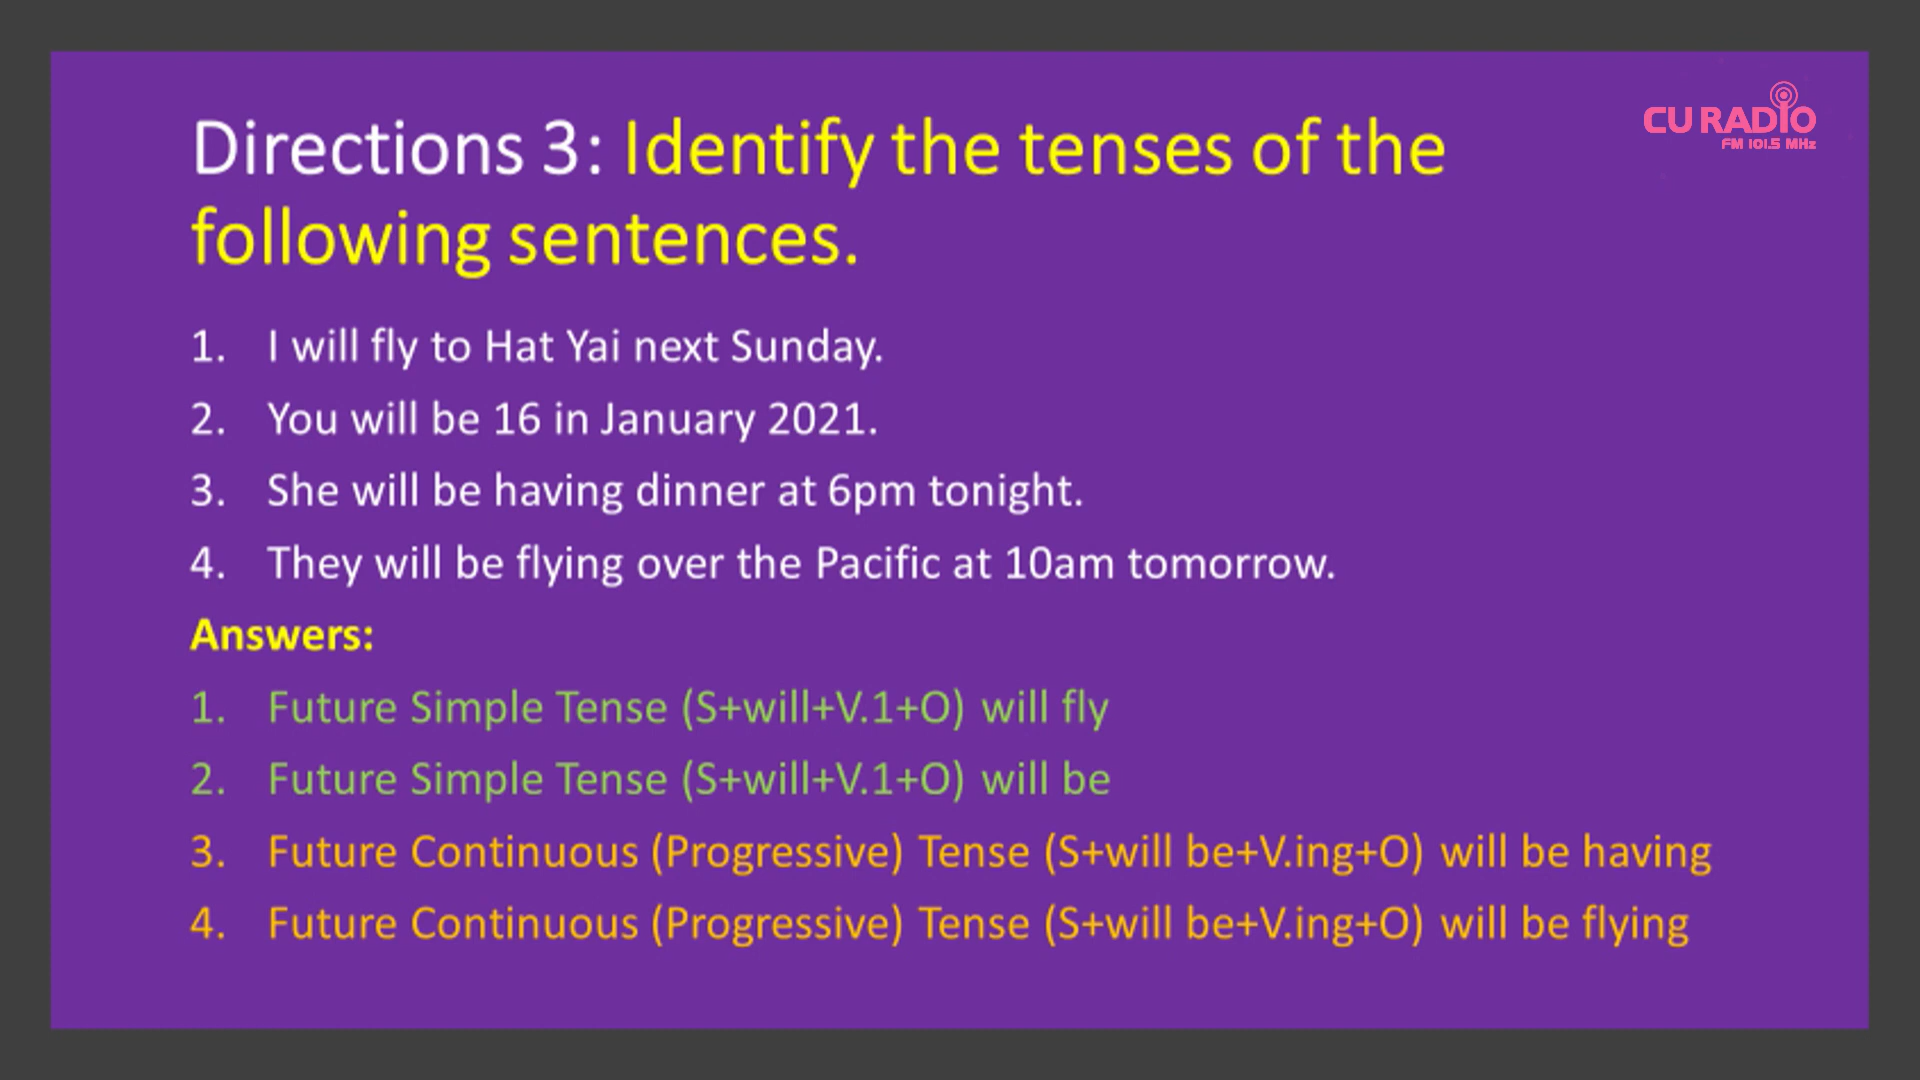 CU RADIO
FM 101.5 MHz
Directions 3: Identify the tenses of the
following sentences.
1. I will fly to Hat Yai next Sunday.
2. You will be 16 in January 2021.
3. She will be having dinner at 6pm tonight.
4. They will be flying over the Pacific at 10am tomorrow.
Answers:
1. Future Simple Tense (S+will+V.1+O) will fly
2. Future Simple Tense (S+will+V.1+O) will be
3. Future Continuous (Progressive) Tense (S+will be+V.ing+O) will be having
4. Future Continuous (Progressive) Tense (S+will be+V.ing+O) will be flying